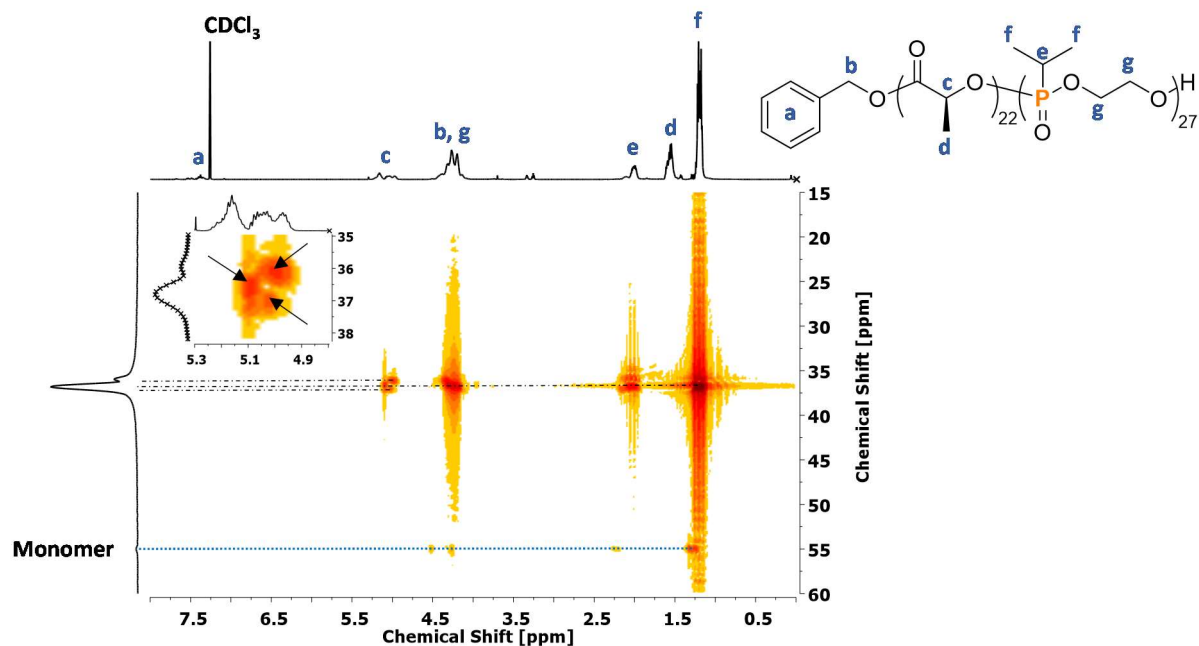 CDCl3
f
f
f
e
b
O
c
g
O
O
P
O
g
O
H
a
22
O
27
d
g
b, g
d
a
c
e
15
20
25
30
35
40
45
50
55
60
Chemical Shift [ppm]
35
36
37
38
5.3
5.1
4.9
Monomer
7.5
6.5
5.5
4.5
3.5
2.5
1.5
0.5
Chemical Shift [ppm]